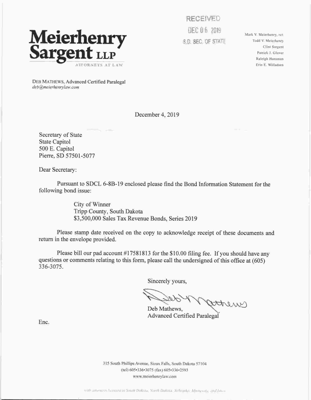 RECEIVED
DEC 05 2019
S.D. SEC. OF STATE
Meierhenry
Sargent LLP
ATTORNEYS AT LAW
Mark V. Meierhenry
Todd V. Meierhenry
Clint Sargent
Patrick J. Glover
Raleigh Hansman
Erin E. Willadsen
DEB MATHEWS, Advanced Certified Paralegal
deb@meierhenrylaw.com
December 4, 2019
Secretary of State
State Capitol
500 E. Capitol
Pierre, SD 57501-5077
Dear Secretary:
Pursuant to SDCL 6-8B-19 enclosed please find the Bond Information Statement for the
following bond issue:
City of Winner
Tripp County, South Dakota
$3,500,000 Sales Tax Revenue Bonds, Series 2019
Please stamp date received on the copy to acknowledge receipt of these documents and
return in the envelope provided.
Please bill our pad account #17581813 for the $10.00 filing fee. If you should have any
questions or comments relating to this form, please call the undersigned of this office at (605)
336-3075.
Sincerely yours,
Deb Mathews
Deb Mathews,
Advanced Certified Paralegal
Enc.
315 South Phillips Avenue, Sioux Falls, South Dakota 57104
(tel) 605•336•3075 (fax) 605•336•2593
www.meierhenrylaw.com